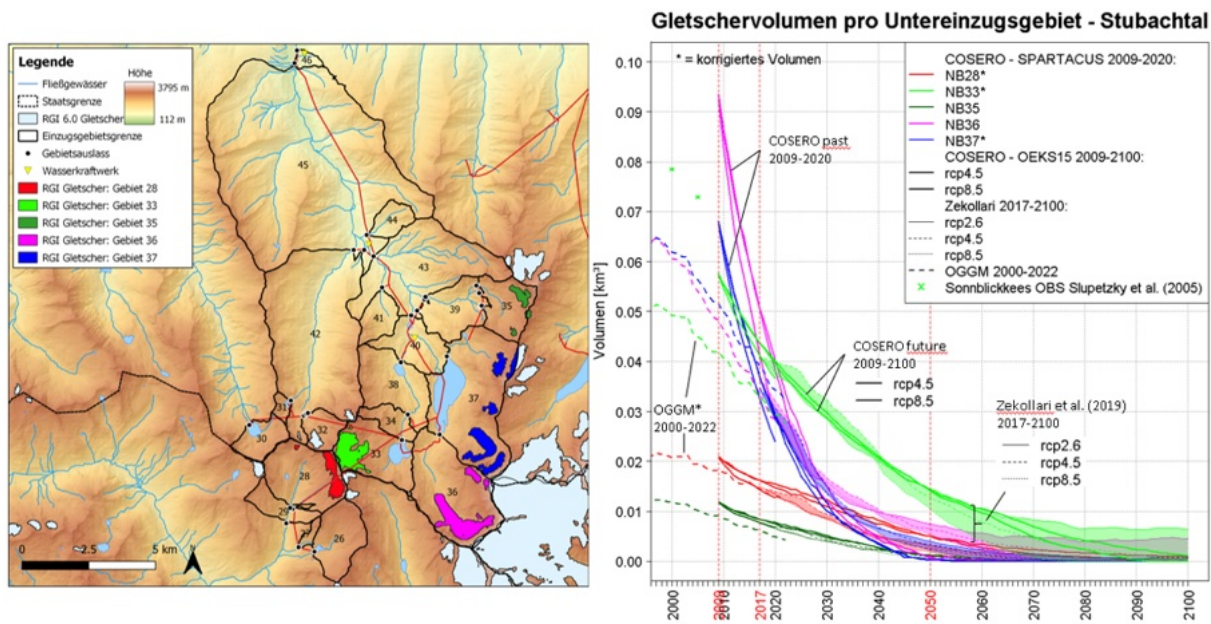 Gletschervolumen pro Untereinzugsgebiet - Stubachtal
Legende
Fließgewässer
Staatsgrenze
RGI 6.0 Gletscher
Einzugsgebietsgrenze
Gebietsauslass
Wasserkraftwerk
RGI Gletscher: Gebiet 28
RGI Gletscher: Gebiet 33
RGI Gletscher: Gebiet 35
RGI Gletscher: Gebiet 36
RGI Gletscher: Gebiet 37
Höhe
3795 m
112 m
46
45
44
43
42
41
39
35
40
38
37
31
30
32
34
33
28
36
29
26
0 2.5 5 km
N
Volumen [km³]
0.10
0.09
0.08
0.07
0.06
0.05
0.04
0.03
0.02
0.01
0.00
* = korrigiertes Volumen
COSERO past
2009-2020
COSERO future
2009-2100
rcp4.5
rcp8.5
OGGM*
2000-2022
Zekollari et al. (2019)
2017-2100
rcp2.6
rcp4.5
rcp8.5
COSERO - SPARTACUS 2009-2020:
NB28*
NB33*
NB35
NB36
NB37*
COSERO - OEKS15 2009-2100:
rcp4.5
rcp8.5
Zekollari 2017-2100:
rcp2.6
rcp4.5
rcp8.5
OGGM 2000-2022
Sonnblickkees OBS Slupetzky et al. (2005)
2000 2009 2010 2017 2020 2030 2040 2050 2050 2060 2070 2080 2090 2100